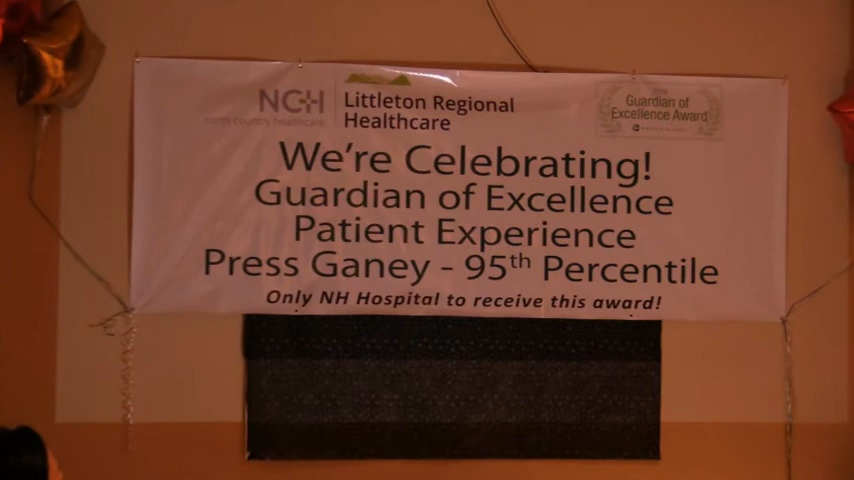 NCH
north country healthcare
Littleton Regional
Healthcare
Guardian of
Excellence Award
We're Celebrating!
Guardian of Excellence
Patient Experience
Press Ganey - 95th Percentile
Only NH Hospital to receive this award!